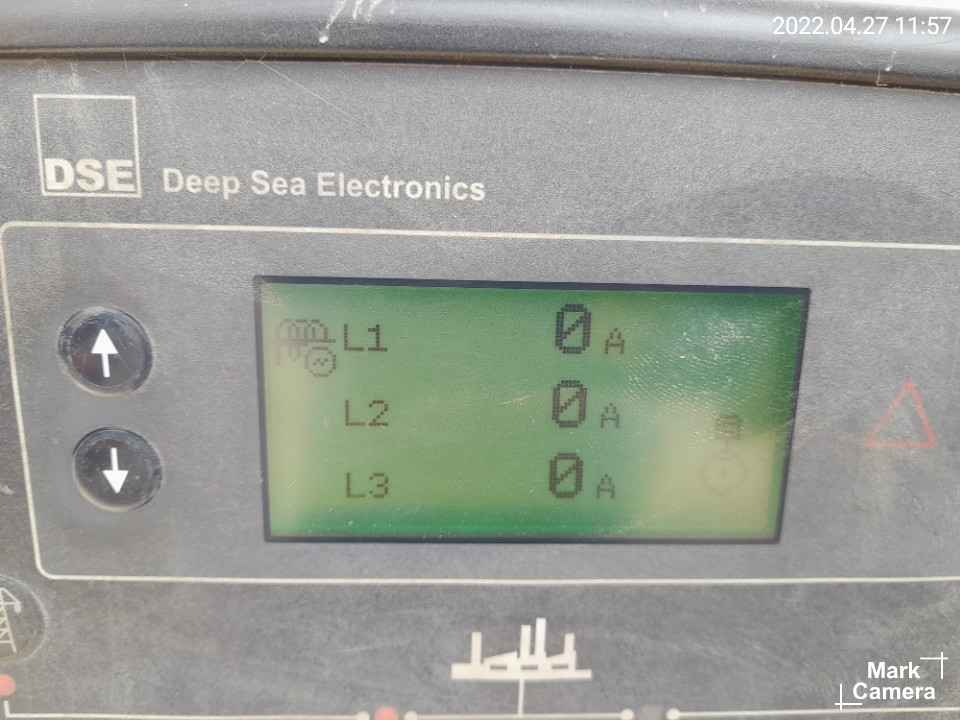 2022.04.27 11:57
DSE
Deep Sea Electronics
L1 0 A
L2 0 A
L3 0 A
Mark
Camera